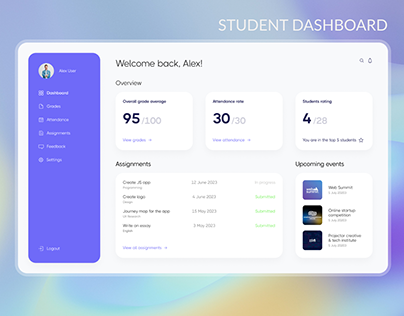 STUDENT DASHBOARD
Alex User
Dashboard
Grades
Attendance
Assignments
Feedback
Settings
Logout
Welcome back, Alex!
Overview
Overall grade average
95 /100
View grades
Attendance rate
30 /30
View attendance
Students rating
4 /28
You are in the top 5 students
Assignments
Create JS app 12 June 2023 In progress
Programming
Create logo 4 June 2023 Submitted
Design
Journey map for the app 13 May 2023 Submitted
Write an essay 3 May 2023 Submitted
English
View all assignments
Upcoming events
Web Summit
Online startup
competition
Projector creative
& tech institute